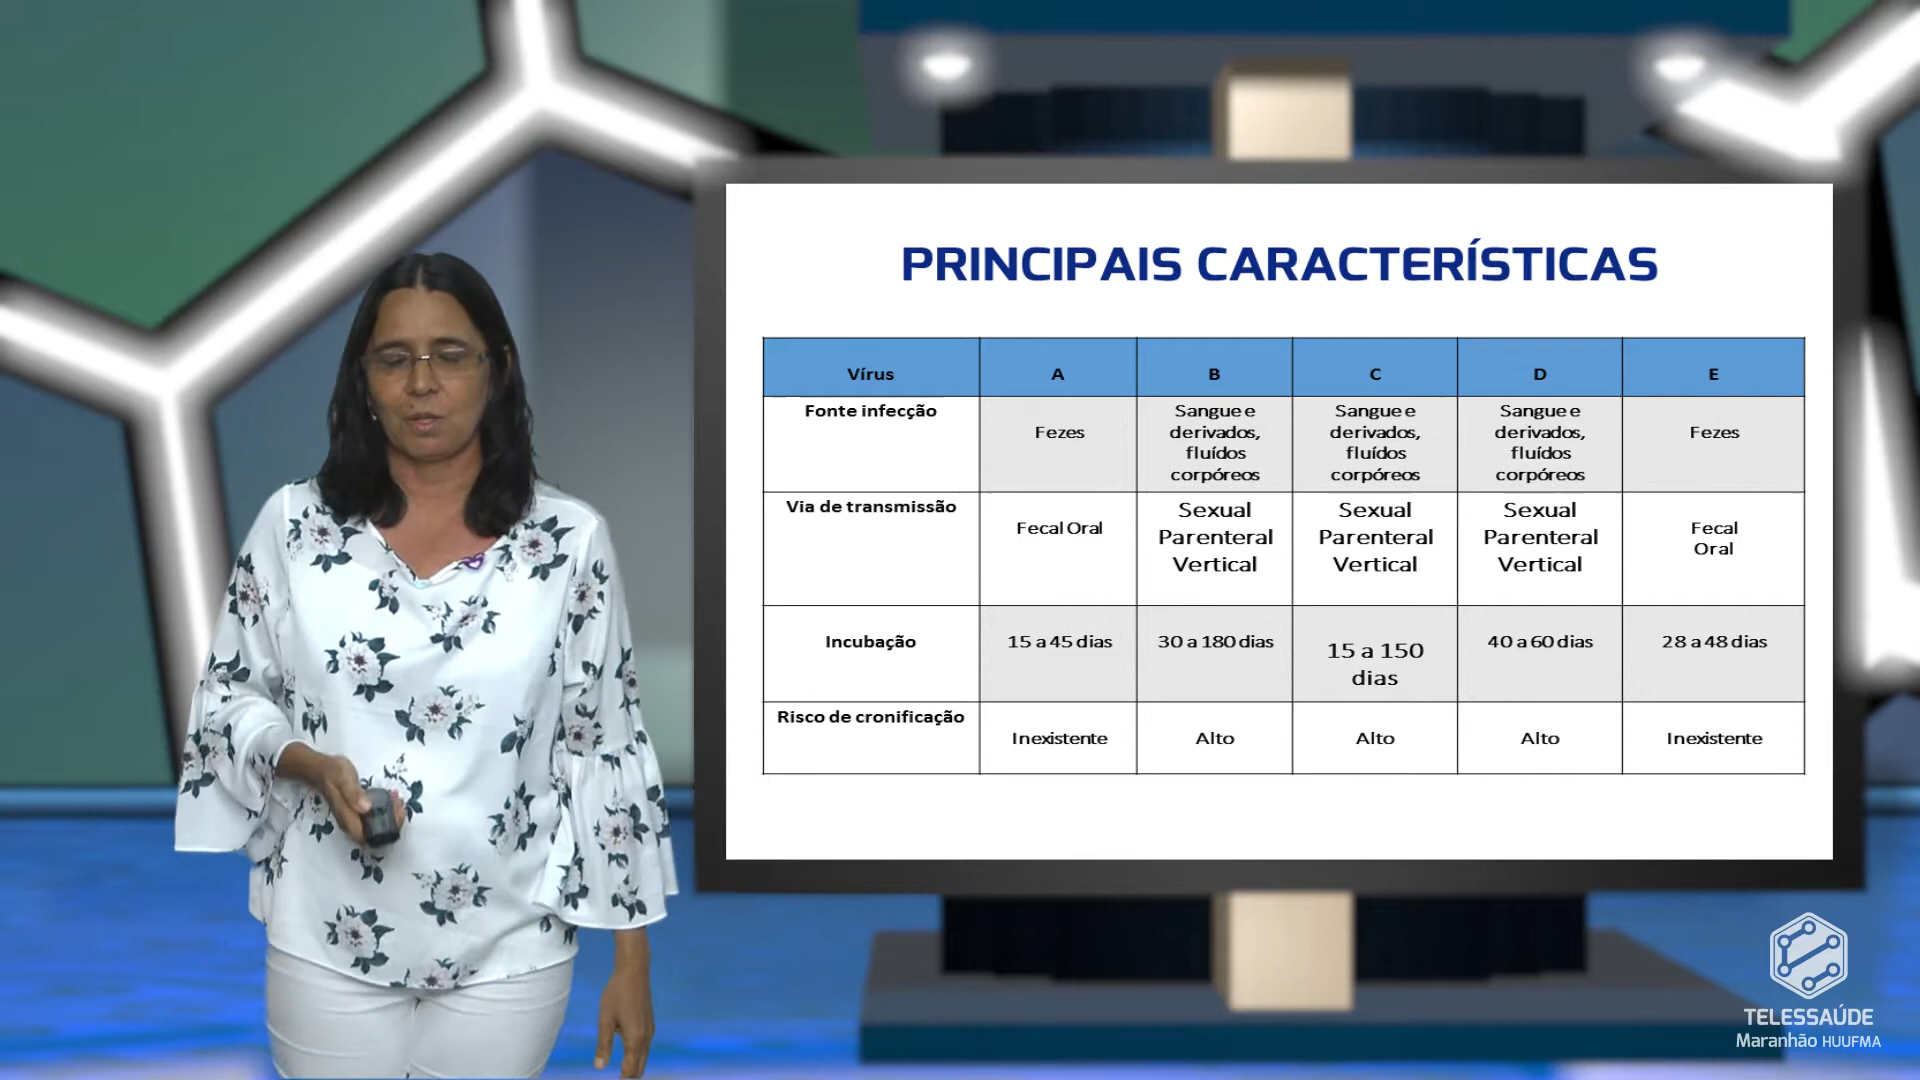 PRINCIPAIS CARACTERÍSTICAS
Vírus A B C D E
Fonte infecção
Fezes
Sangue e
derivados,
fluídos
corpóreos
Sangue e
derivados,
fluídos
corpóreos
Sangue e
derivados,
fluídos
corpóreos
Fezes
Via de transmissão
Fecal Oral
Sexual
Parenteral
Vertical
Sexual
Parenteral
Vertical
Sexual
Parenteral
Vertical
Fecal
Oral
Incubação
15 a 45 dias
30 a 180 dias
15 a 150
dias
40 a 60 dias
28 a 48 dias
Risco de cronificação
Inexistente
Alto
Alto
Alto
Inexistente
TELESSAÚDE
Maranhão HUUFMA